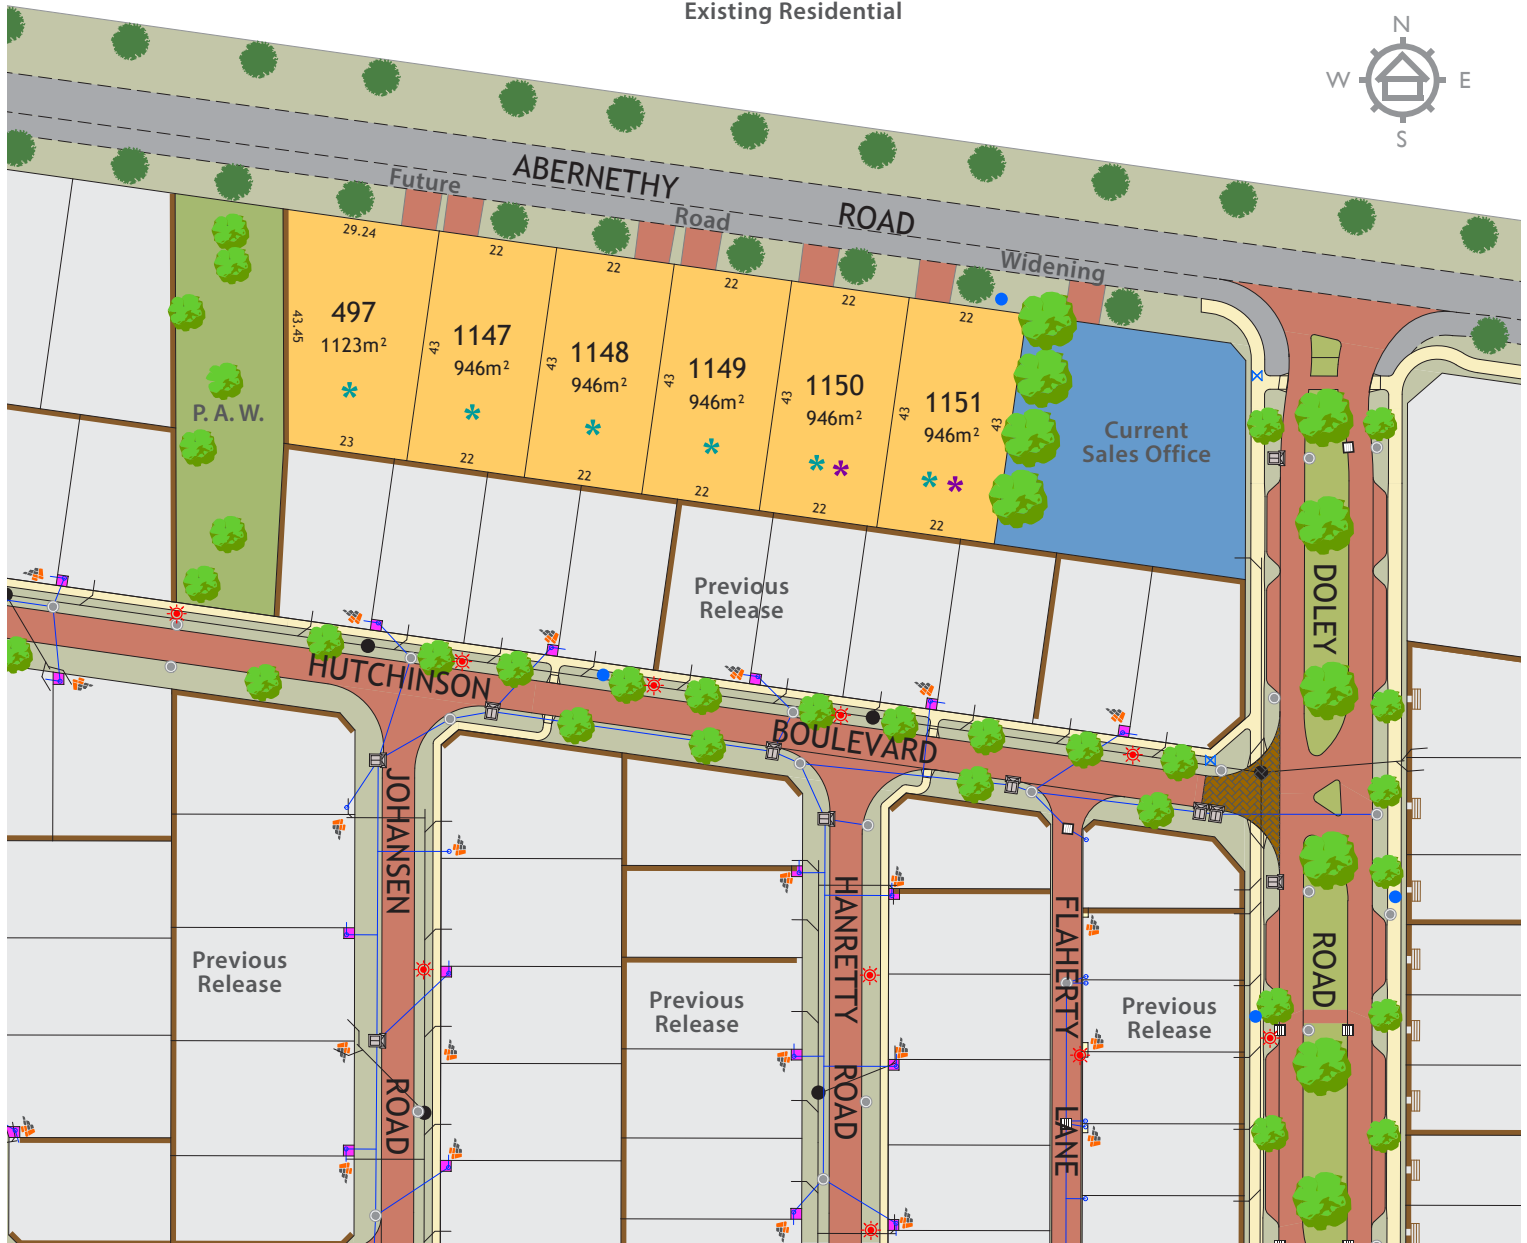 Existing Residential
N
W
E
S
ABERNETHY
ROAD
Future
Road
Widening
29.24
22
22
22
22
22
497
1123m²
43.45
23
1147
946m²
43
22
1148
946m²
43
22
1149
946m²
43
22
1150
946m²
43
22
1151
946m²
43
43
22
P. A. W.
Current
Sales Office
Previous
Release
HUTCHINSON
BOULEVARD
DOLEY
ROAD
JOHANSEN
ROAD
HANRETTY
ROAD
FLAHERTY
LANE
Previous
Release
Previous
Release
Previous
Release